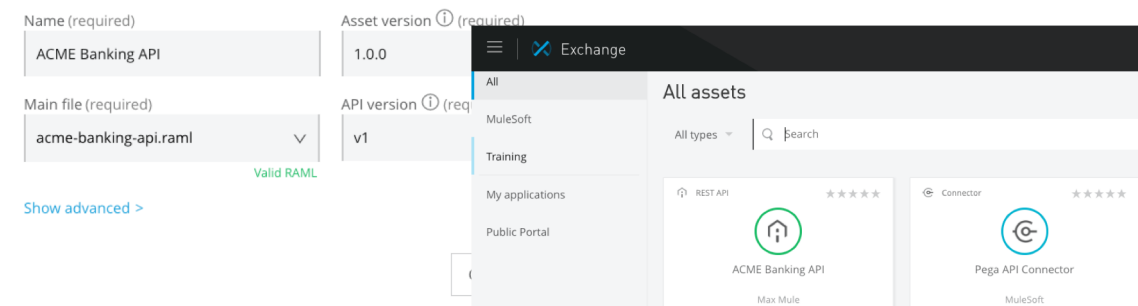 Name (required)
Asset version (required)
ACME Banking API
1.0.0
Main file (required)
API version (req
acme-banking-api.raml
v1
Valid RAML
Show advanced >
Exchange
All
MuleSoft
Training
My applications
Public Portal
All assets
All types
Search
REST API
ACME Banking API
Max Mule
Connector
Pega API Connector
MuleSoft